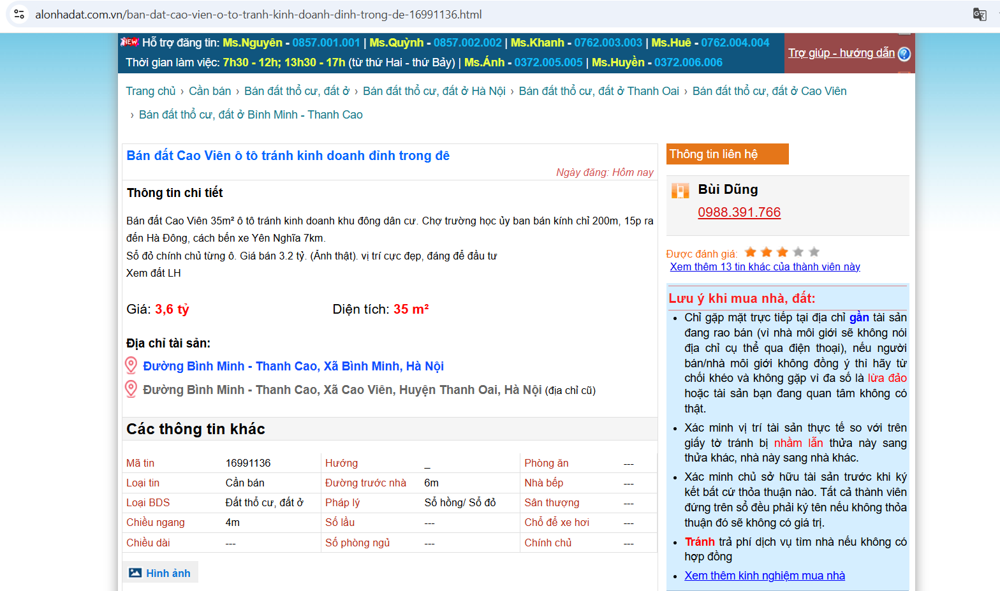 alonhadat.com.vn/ban-dat-cao-vien-o-to-tranh-kinh-doanh-dinh-trong-de-16991136.html
NEW Hỗ trợ đăng tin: Ms.Nguyên - 0857.001.001 | Ms.Quỳnh - 0857.002.002 | Ms.Khanh - 0762.003.003 | Ms.Huê - 0762.004.004
Thời gian làm việc: 7h30 - 12h; 13h30 - 17h (từ thứ Hai - thứ Bảy) | Ms.Ánh - 0372.005.005 | Ms.Huyền - 0372.006.006
Trợ giúp - hướng dẫn
Trang chủ › Cần bán › Bán đất thổ cư, đất ở › Bán đất thổ cư, đất ở Hà Nội › Bán đất thổ cư, đất ở Thanh Oai › Bán đất thổ cư, đất ở Cao Viên
› Bán đất thổ cư, đất ở Bình Minh - Thanh Cao
Bán đất Cao Viên ô tô tránh kinh doanh đỉnh trong đê
Ngày đăng: Hôm nay
Thông tin chi tiết
Bán đất Cao Viên 35m² ô tô tránh kinh doanh khu đông dân cư. Chợ trường học ủy ban bán kính chỉ 200m, 15p ra
đến Hà Đông, cách bến xe Yên Nghĩa 7km.
Sổ đỏ chính chủ từng ô. Giá bán 3.2 tỷ. (Ảnh thật). vị trí cực đẹp, đáng để đầu tư
Xem đất LH
Giá: 3,6 tỷ
Diện tích: 35 m²
Địa chỉ tài sản:
Đường Bình Minh - Thanh Cao, Xã Bình Minh, Hà Nội
Đường Bình Minh - Thanh Cao, Xã Cao Viên, Huyện Thanh Oai, Hà Nội (địa chỉ cũ)
Các thông tin khác
Mã tin 16991136 Hướng _ Phòng ăn ---
Loại tin Cần bán Đường trước nhà 6m Nhà bếp ---
Loại BDS Đất thổ cư, đất ở Pháp lý Sổ hồng/ Sổ đỏ Sân thượng ---
Chiều ngang 4m Số lầu --- Chổ để xe hơi ---
Chiều dài --- Số phòng ngủ --- Chính chủ ---
Hình ảnh
Thông tin liên hệ
Bùi Dũng
0988.391.766
Được đánh giá:
Xem thêm 13 tin khác của thành viên này
Lưu ý khi mua nhà, đất:
• Chỉ gặp mặt trực tiếp tại địa chỉ gần tài sản
đang rao bán (vì nhà môi giới sẽ không nói
địa chỉ cụ thể qua điện thoại), nếu người
bán/nhà môi giới không đồng ý thì hãy từ
chối khéo và không gặp vì đa số là lừa đảo
hoặc tài sản bạn đang quan tâm không có
thật.
• Xác minh vị trí tài sản thực tế so với trên
giấy tờ tránh bị nhầm lẫn thửa này sang
thửa khác, nhà này sang nhà khác.
• Xác minh chủ sở hữu tài sản trước khi ký
kết bất cứ thỏa thuận nào. Tất cả thành viên
đứng trên sổ đều phải ký tên nếu không thỏa
thuận đó sẽ không có giá trị.
• Tránh trả phí dịch vụ tìm nhà nếu không có
hợp đồng
• Xem thêm kinh nghiệm mua nhà